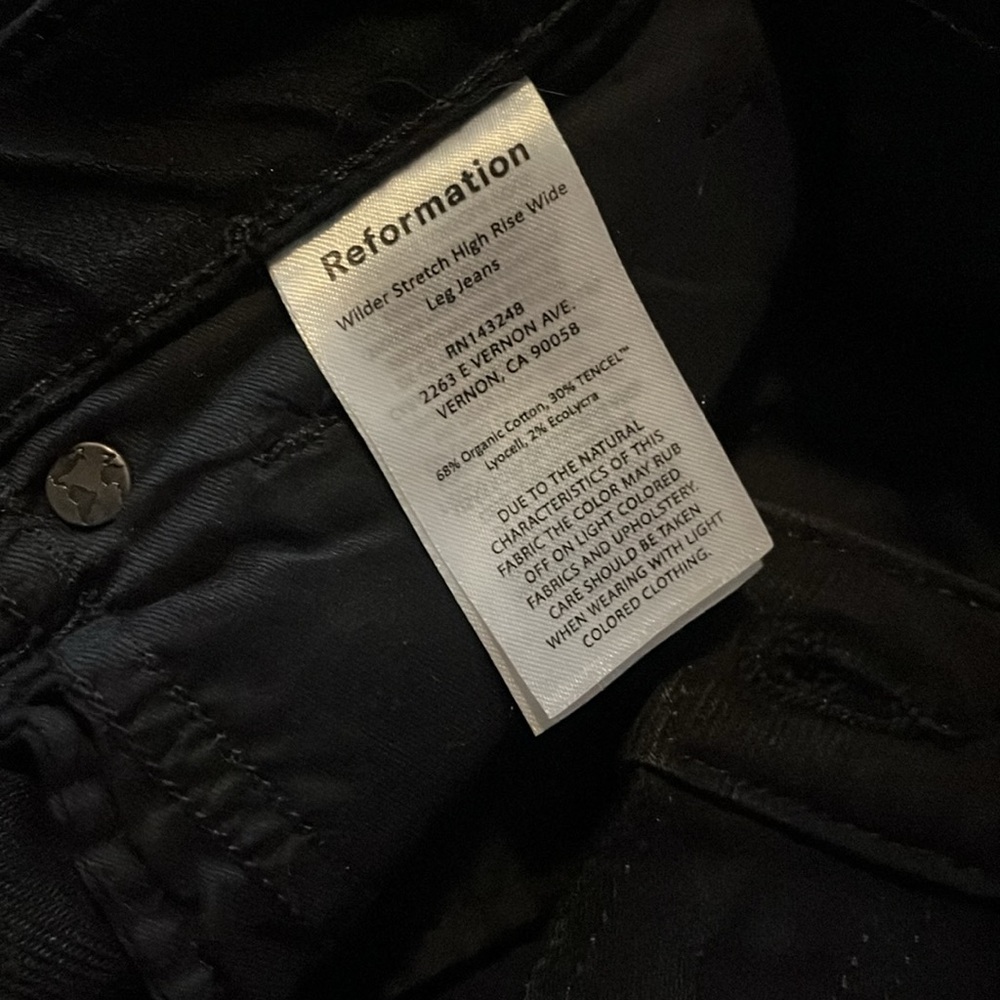 Reformation
Wilder Stretch High Rise Wide
Leg Jeans
RN143248
2263 E VERNON AVE.
VERNON, CA 90058
68% Organic Cotton, 30% TENCEL™
Lyocell, 2% EcoLycra
DUE TO THE NATURAL
CHARACTERISTICS OF THIS
FABRIC THE COLOR MAY RUB
OFF ON LIGHT COLORED
FABRICS AND UPHOLSTERY.
CARE SHOULD BE TAKEN
WHEN WEARING WITH LIGHT
COLORED CLOTHING.